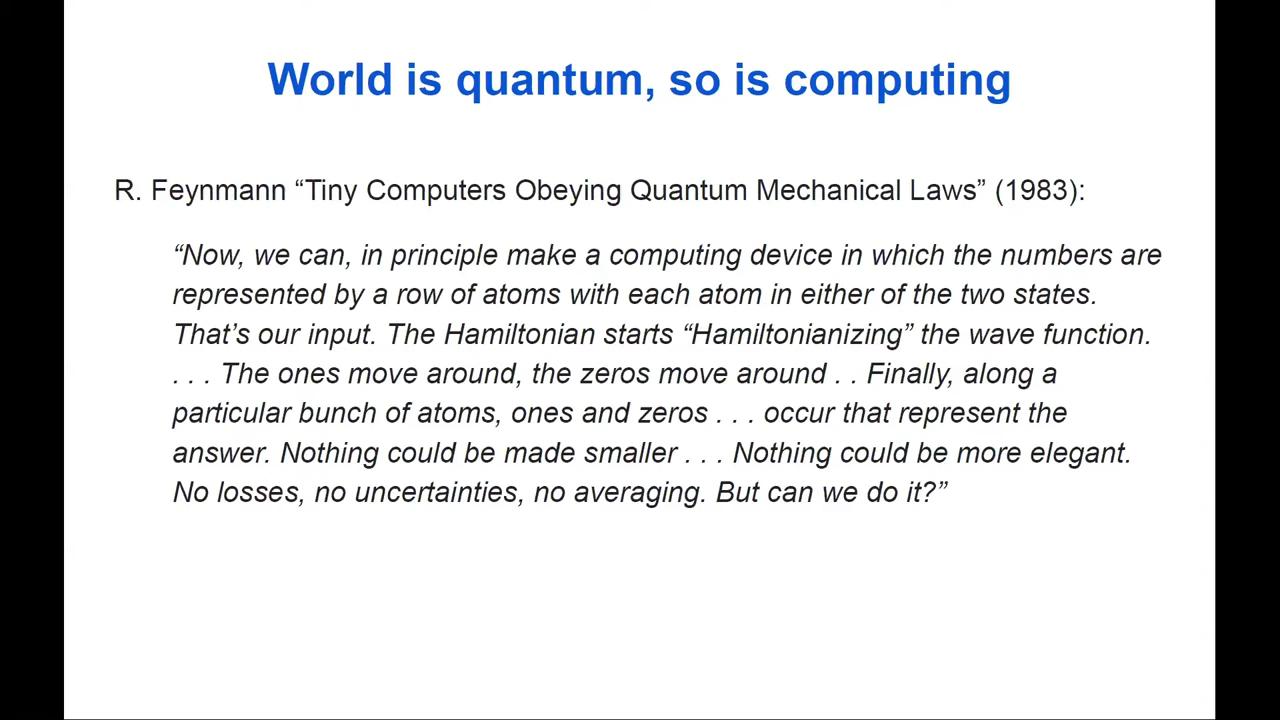 World is quantum, so is computing
R. Feynmann “Tiny Computers Obeying Quantum Mechanical Laws” (1983):
“Now, we can, in principle make a computing device in which the numbers are
represented by a row of atoms with each atom in either of the two states.
That’s our input. The Hamiltonian starts “Hamiltonianizing” the wave function.
. . . The ones move around, the zeros move around . . Finally, along a
particular bunch of atoms, ones and zeros . . . occur that represent the
answer. Nothing could be made smaller . . . Nothing could be more elegant.
No losses, no uncertainties, no averaging. But can we do it?”